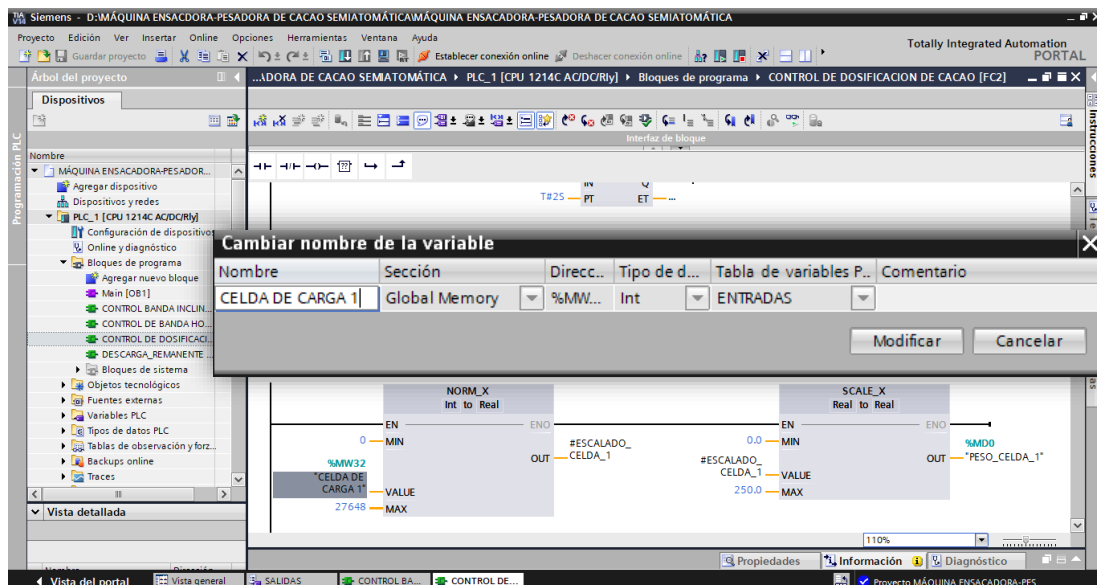 Siemens - D:\MÁQUINA ENSACDORA-PESADORA DE CACAO SEMIATOMÁTICA\MÁQUINA ENSACADORA-PESADORA DE CACAO SEMIATOMÁTICA
Proyecto Edición Ver Insertar Online Opciones Herramientas Ventana Ayuda
Totally Integrated Automation
PORTAL
Guardar proyecto
Establecer conexión online
Deshacer conexión online
Árbol del proyecto
...ADORA DE CACAO SEMIATOMÁTICA ▸ PLC_1 [CPU 1214C AC/DC/Rly] ▸ Bloques de programa ▸ CONTROL DE DOSIFICACION DE CACAO [FC2]
Dispositivos
Interfaz de bloque
Programación PLC
Instrucciones
Nombre
MÁQUINA ENSACADORA-PESADOR...
Agregar dispositivo
Dispositivos y redes
PLC_1 [CPU 1214C AC/DC/Rly]
Configuración de dispositivos
Online y diagnóstico
Bloques de programa
Agregar nuevo bloque
Main [OB1]
CONTROL BANDA INCLIN...
CONTROL DE BANDA HO...
CONTROL DE DOSIFICACI...
DESCARGA_REMANENTE ...
Bloques de sistema
Objetos tecnológicos
Fuentes externas
Variables PLC
Tipos de datos PLC
Tablas de observación y forz...
Backups online
Traces
Vista detallada
IN Q
T#2S PT ET ...
Cambiar nombre de la variable
Nombre Sección Direcc... Tipo de d... Tabla de variables P.. Comentario
CELDA DE CARGA 1 Global Memory %MW... Int ENTRADAS
Modificar Cancelar
NORM_X
Int to Real
EN ENO
0 MIN
#ESCALADO_
CELDA_1
OUT
%MW32
"CELDA DE
CARGA 1"
VALUE
27648 MAX
SCALE_X
Real to Real
EN ENO
0.0 MIN
%MD0
"PESO_CELDA_1"
OUT
#ESCALADO_
CELDA_1
VALUE
250.0 MAX
110%
Propiedades Información Diagnóstico
Vista del portal Vista general SALIDAS CONTROL BA... CONTROL DE...
Proyecto MÁQUINA ENSACADORA-PES